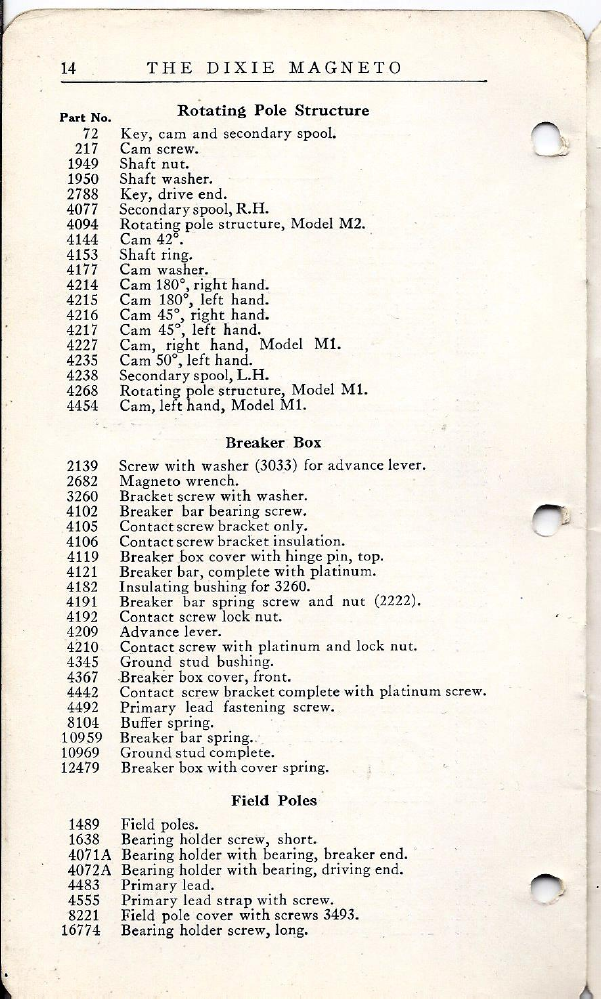 14 THE DIXIE MAGNETO
Rotating Pole Structure
Part No.
72 Key, cam and secondary spool.
217 Cam screw.
1949 Shaft nut.
1950 Shaft washer.
2788 Key, drive end.
4077 Secondary spool, R.H.
4094 Rotating pole structure, Model M2.
4144 Cam 42°.
4153 Shaft ring.
4177 Cam washer.
4214 Cam 180°, right hand.
4215 Cam 180°, left hand.
4216 Cam 45°, right hand.
4217 Cam 45°, left hand.
4227 Cam, right hand, Model M1.
4235 Cam 50°, left hand.
4238 Secondary spool, L.H.
4268 Rotating pole structure, Model M1.
4454 Cam, left hand, Model M1.
Breaker Box
2139 Screw with washer (3033) for advance lever.
2682 Magneto wrench.
3260 Bracket screw with washer.
4102 Breaker bar bearing screw.
4105 Contact screw bracket only.
4106 Contact screw bracket insulation.
4119 Breaker box cover with hinge pin, top.
4121 Breaker bar, complete with platinum.
4182 Insulating bushing for 3260.
4191 Breaker bar spring screw and nut (2222).
4192 Contact screw lock nut.
4209 Advance lever.
4210 Contact screw with platinum and lock nut.
4345 Ground stud bushing.
4367 Breaker box cover, front.
4442 Contact screw bracket complete with platinum screw.
4492 Primary lead fastening screw.
8104 Buffer spring.
10959 Breaker bar spring.
10969 Ground stud complete.
12479 Breaker box with cover spring.
Field Poles
1489 Field poles.
1638 Bearing holder screw, short.
4071A Bearing holder with bearing, breaker end.
4072A Bearing holder with bearing, driving end.
4483 Primary lead.
4555 Primary lead strap with screw.
8221 Field pole cover with screws 3493.
16774 Bearing holder screw, long.